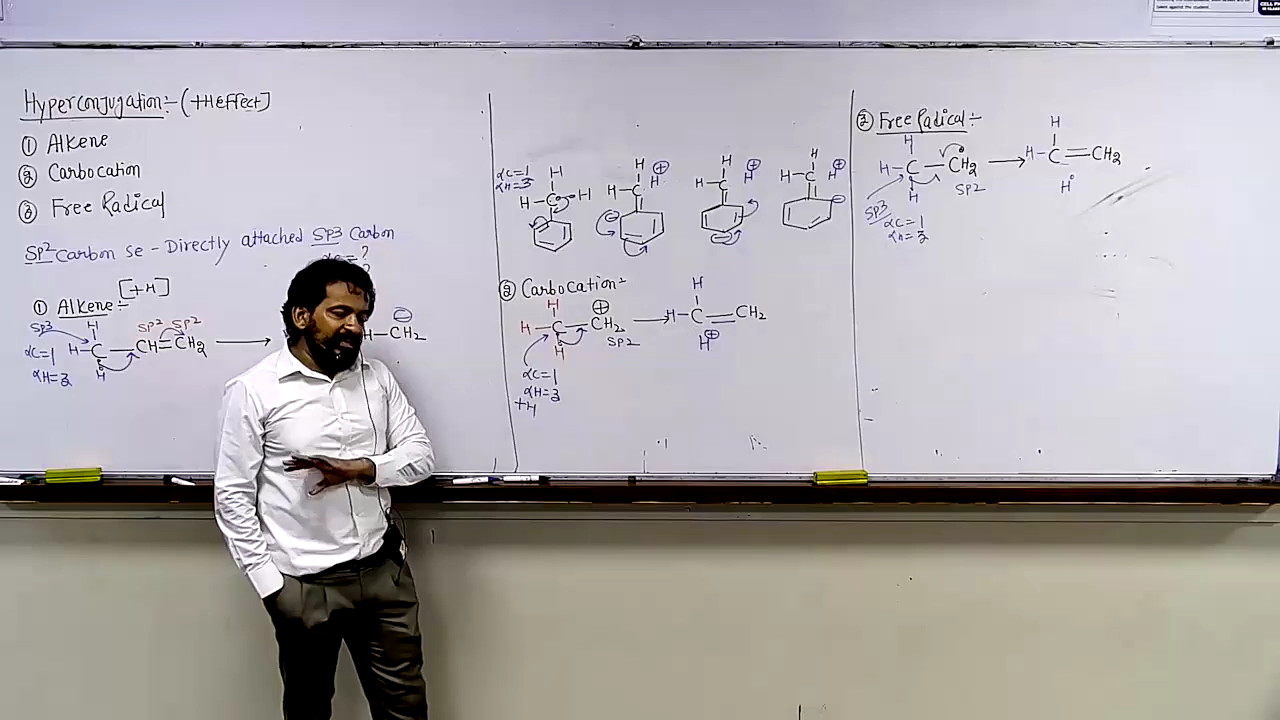 Hyperconjugation:- (+H effect]
① Alkene
② Carbocation
③ Free Radical
SP2 Carbon se - Directly attached SP3 Carbon
?
① Alkene:- [+H]
SP3
H
SP2 SP2
H-C-CH=CH2
H-CH2
⊖
αC=1
αH=3
H
αC=1
αH=3
H
H-C-H
H
H-C
H
⊕
⊖
H
H-C
H
⊕
H
H-C
H
⊕
⊖
② Carbocation:-
H
⊕
H-C-CH2
H
SP2
H
H-C=CH2
H⊕
αC=1
αH=3
+H
③ Free Radical:-
H
H-C-CH2
H
SP2
SP3
αC=1
αH=3
H
H-C=CH2
H